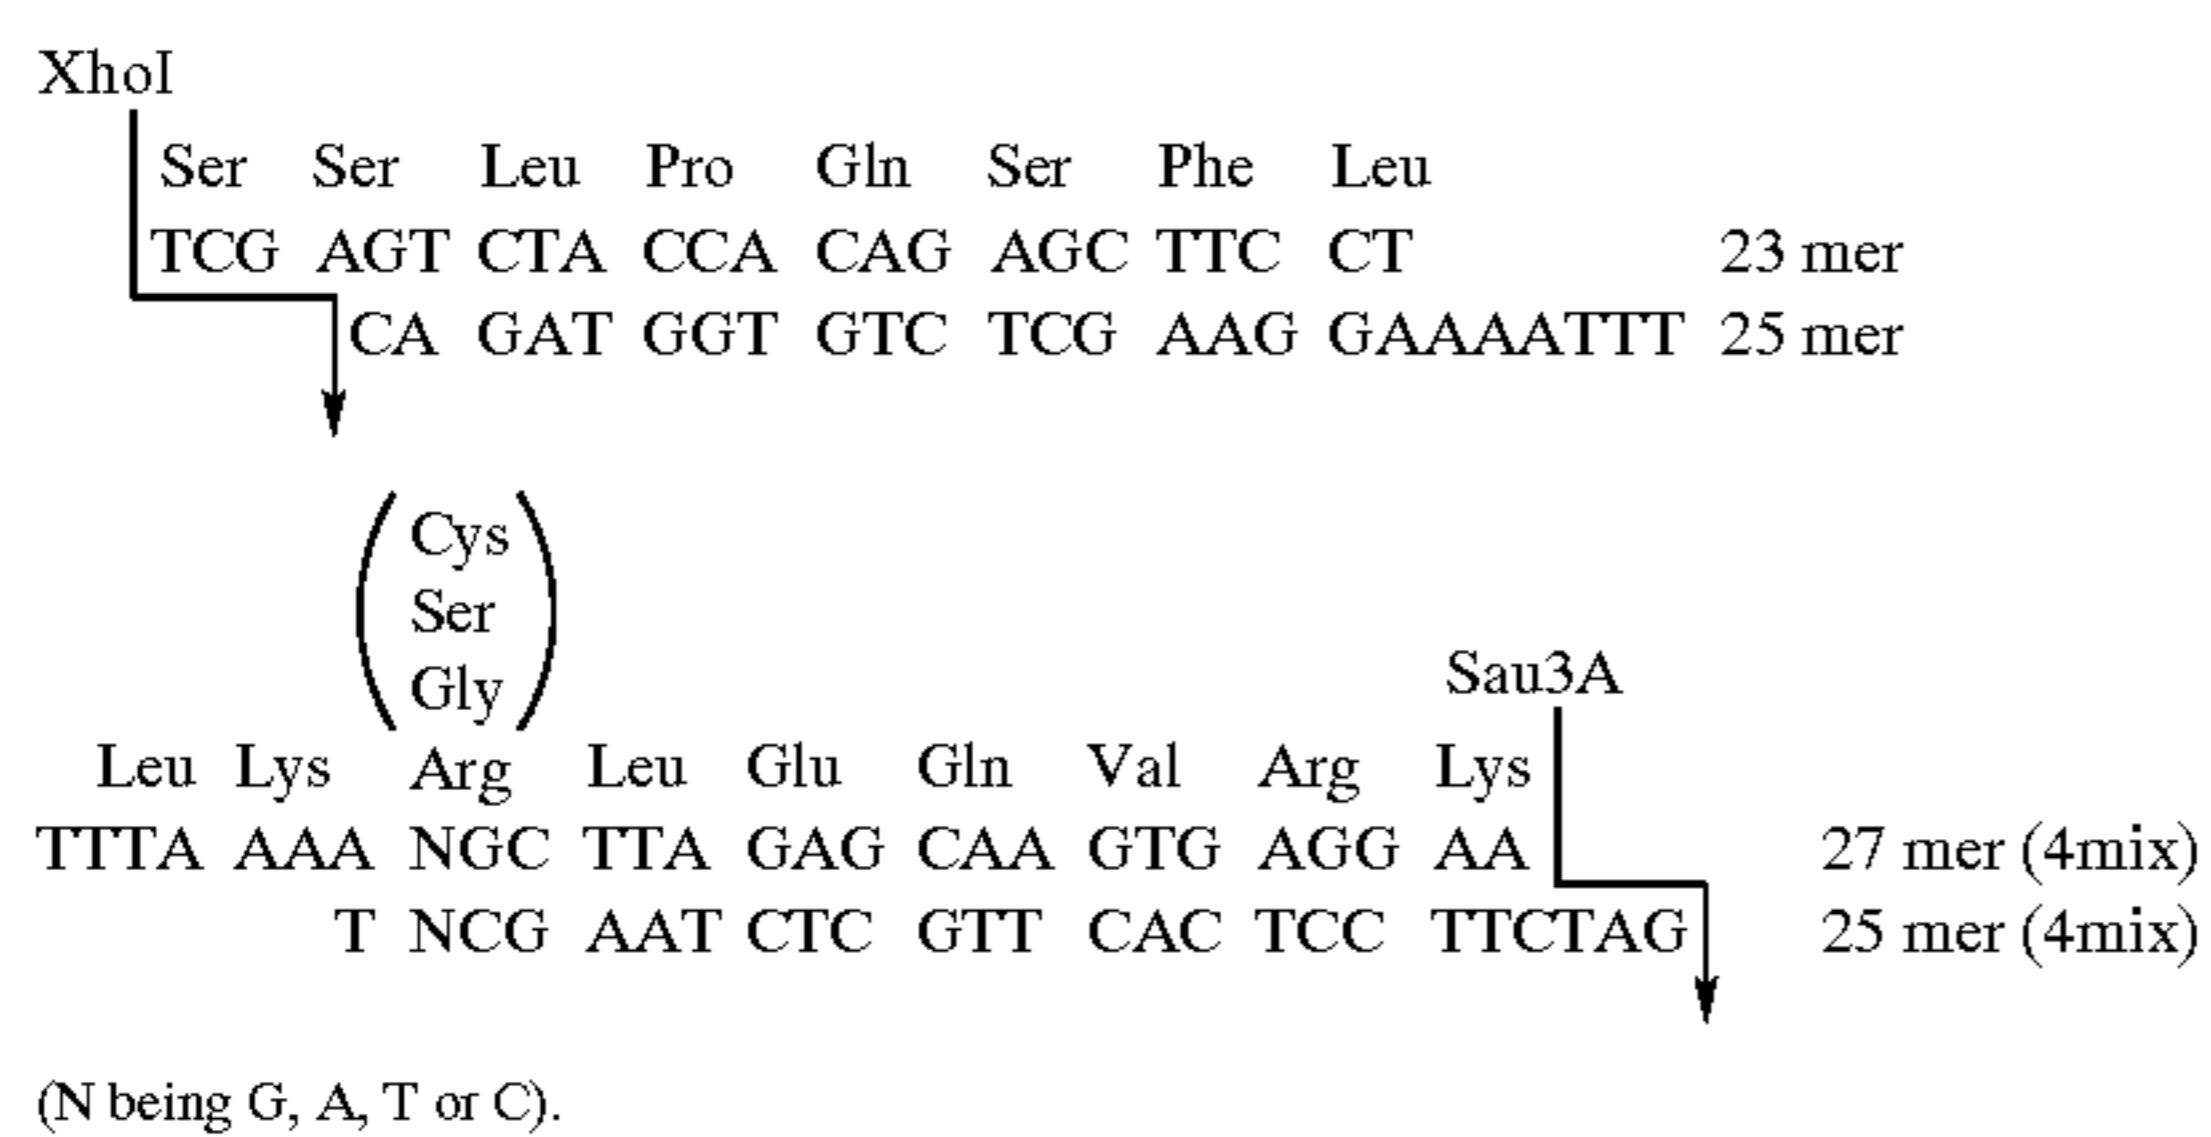 XhoI
Ser Ser Leu Pro Gln Ser Phe Leu
TCG AGT CTA CCA CAG AGC TTC CT 23 mer
CA GAT GGT GTC TCG AAG GAAAATTT 25 mer
Cys
Ser
Gly
Sau3A
Leu Lys Arg Leu Glu Gln Val Arg Lys
TTTA AAA NGC TTA GAG CAA GTG AGG AA 27 mer (4mix)
T NCG AAT CTC GTT CAC TCC TTCTAG 25 mer (4mix)
(N being G, A, T or C).